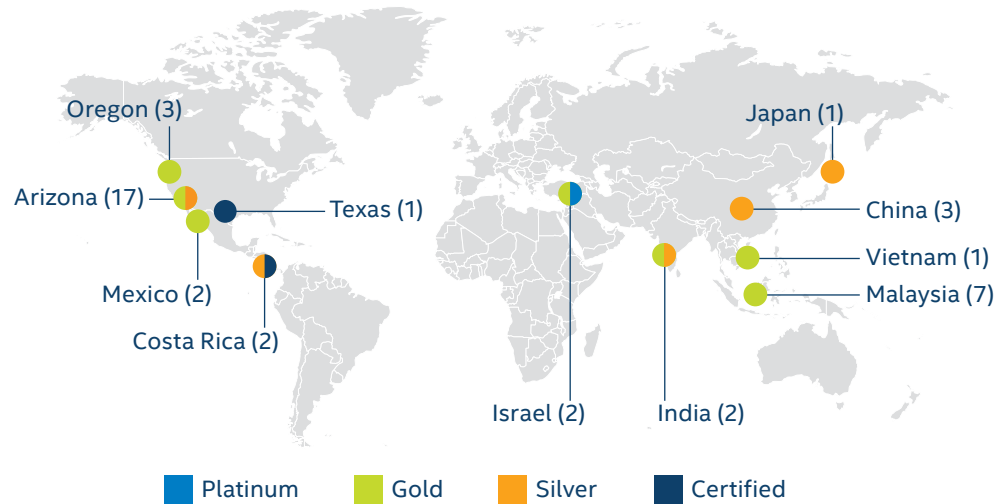 Oregon (3)
Japan (1)
Arizona (17)
Texas (1)
China (3)
Vietnam (1)
Mexico (2)
Malaysia (7)
Costa Rica (2)
Israel (2)
India (2)
Platinum
Gold
Silver
Certified